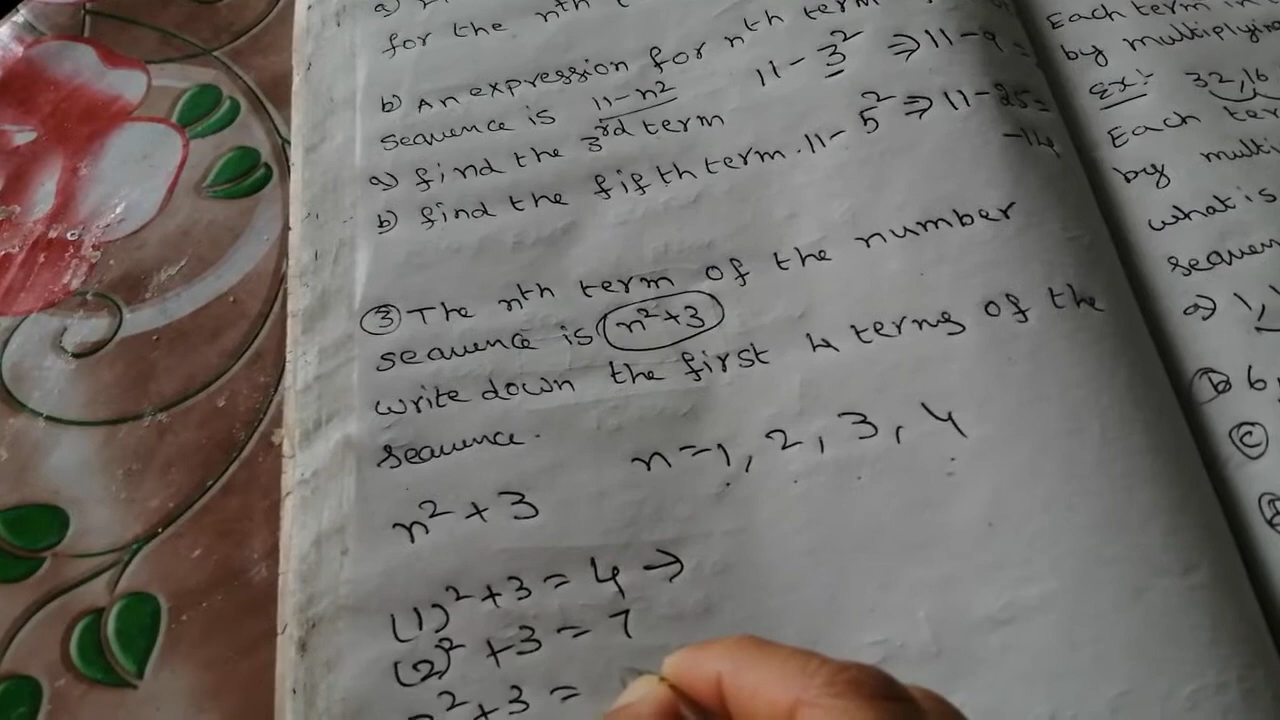 for the nth
b) An expression for nth term
sequence is 11-n²
a) find the 3rd term 11-3² ⇒ 11-9=
b) find the fifth term. 11-5² ⇒ 11-25=
-14
③ The nth term of the number
sequence is n²+3
write down the first 4 terms of the
sequence.
n=1, 2, 3, 4
n²+3
(1)²+3=4→
(2)²+3=7
²+3=
Each term in
by multiplying
Ex:- 32,16
Each ter
by multi
what is
sequen
a) 1,
b 6,
c